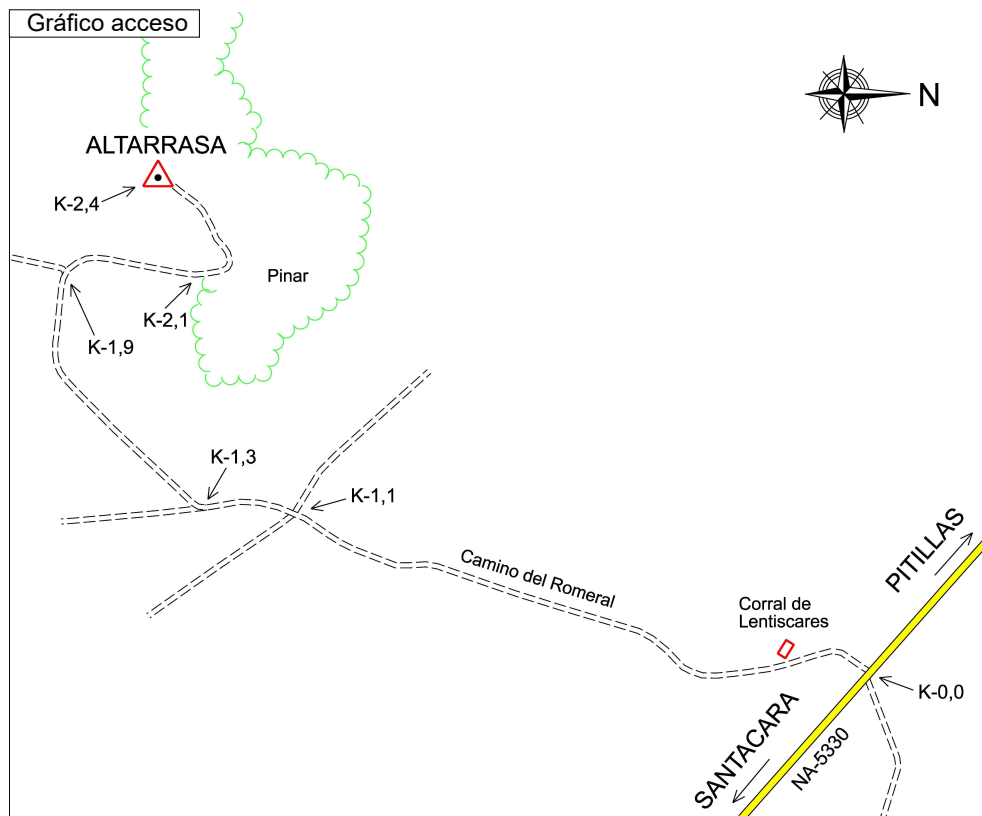 Gráfico acceso
N
ALTARRASA
K-2,4
Pinar
K-2,1
K-1,9
K-1,3
K-1,1
Camino del Romeral
PITILLAS
Corral de
Lentiscares
K-0,0
SANTACARA
NA-5330